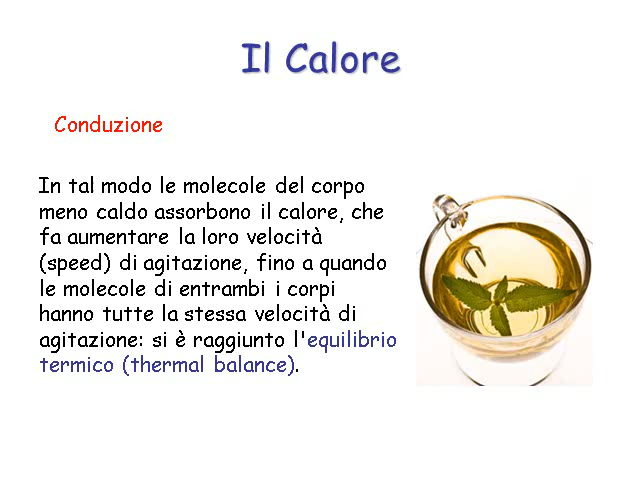 Il Calore
Conduzione
In tal modo le molecole del corpo
meno caldo assorbono il calore, che
fa aumentare la loro velocità
(speed) di agitazione, fino a quando
le molecole di entrambi i corpi
hanno tutte la stessa velocità di
agitazione: si è raggiunto l'equilibrio
termico (thermal balance).